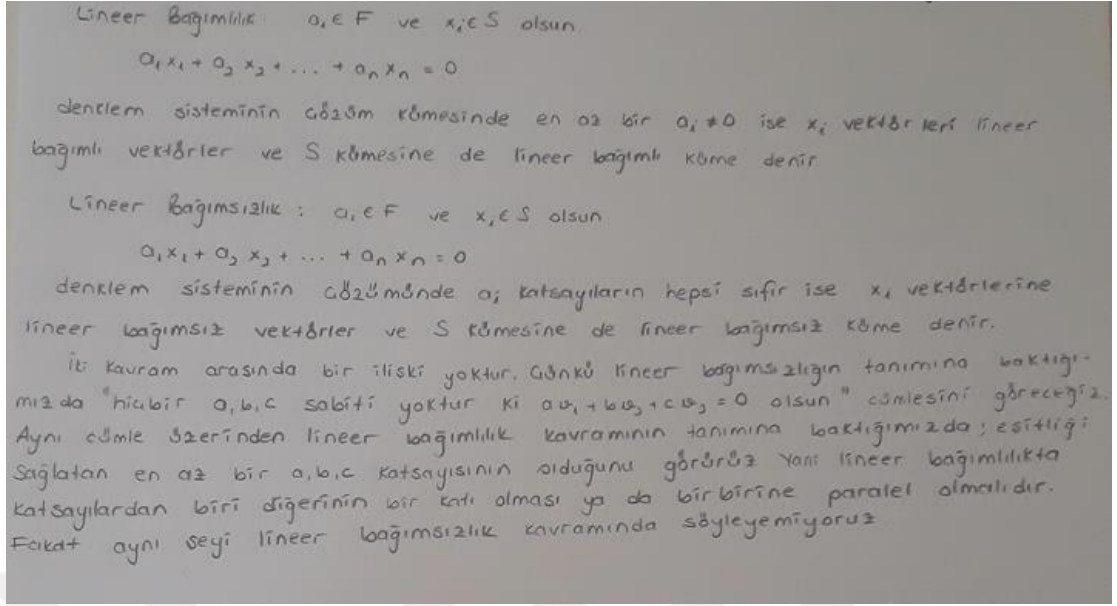 Lineer Bağımlılık: aᵢ ∈ F ve xᵢ ∈ S olsun.
a₁x₁ + a₂x₂ + ... + aₙxₙ = 0
denklem sisteminin çözüm kümesinde en az bir aᵢ ≠ 0 ise xᵢ vektörleri lineer
bağımlı vektörler ve S kümesine de lineer bağımlı küme denir.
Lineer Bağımsızlık : aᵢ ∈ F ve xᵢ ∈ S olsun
a₁x₁ + a₂x₂ + ... + aₙxₙ = 0
denklem sisteminin çözümünde aᵢ katsayıların hepsi sıfır ise xᵢ vektörlerine
lineer bağımsız vektörler ve S kümesine de lineer bağımsız küme denir.
İki kavram arasında bir ilişki yoktur. Çünkü lineer bağımsızlığın tanımına baktığı-
mızda "hiçbir a,b,c sabiti yoktur ki av₁ + bv₂ + cv₃ = 0 olsun" cümlesini göreceğiz.
Aynı cümle üzerinden lineer bağımlılık kavramının tanımına baktığımızda; eşitliği
sağlatan en az bir a,b,c katsayısının olduğunu görürüz. Yani lineer bağımlılıkta
katsayılardan biri diğerinin bir katı olması ya da birbirine paralel olmalıdır.
Fakat aynı şeyi lineer bağımsızlık kavramında söyleyemiyoruz